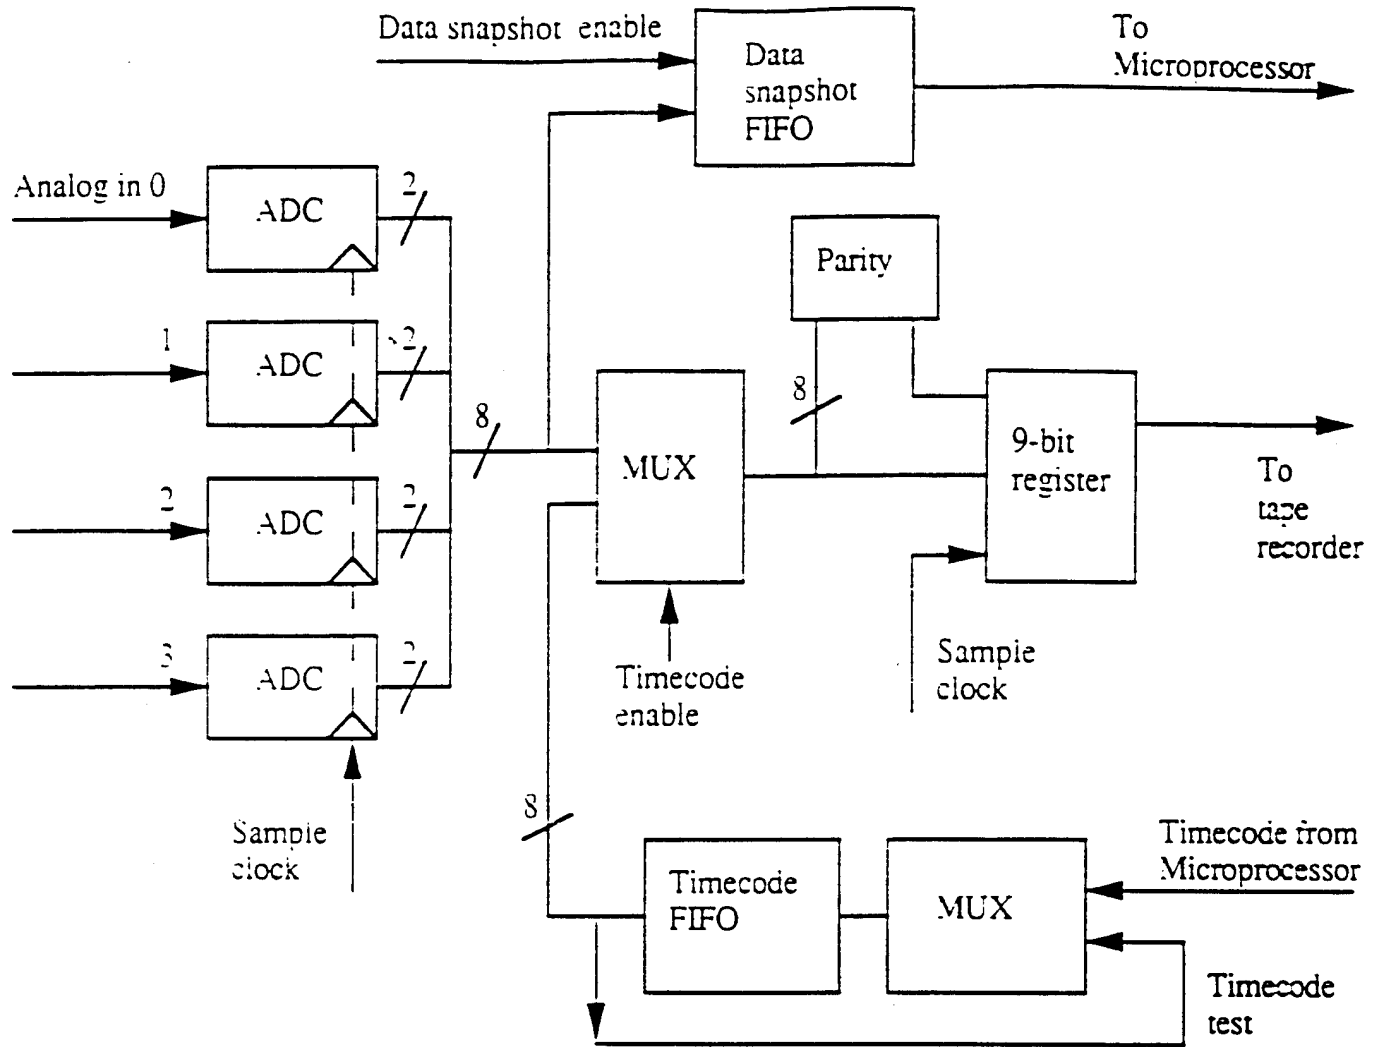 Data snapshot enable
Data
snapshot
FIFO
To
Microprocessor
Analog in 0
ADC
2
Parity
1
ADC
2
8
8
MUX
9-bit
register
To
tape
recorder
2
ADC
2
3
ADC
2
Timecode
enable
Sample
clock
Sample
clock
8
Timecode
FIFO
MUX
Timecode from
Microprocessor
Timecode
test